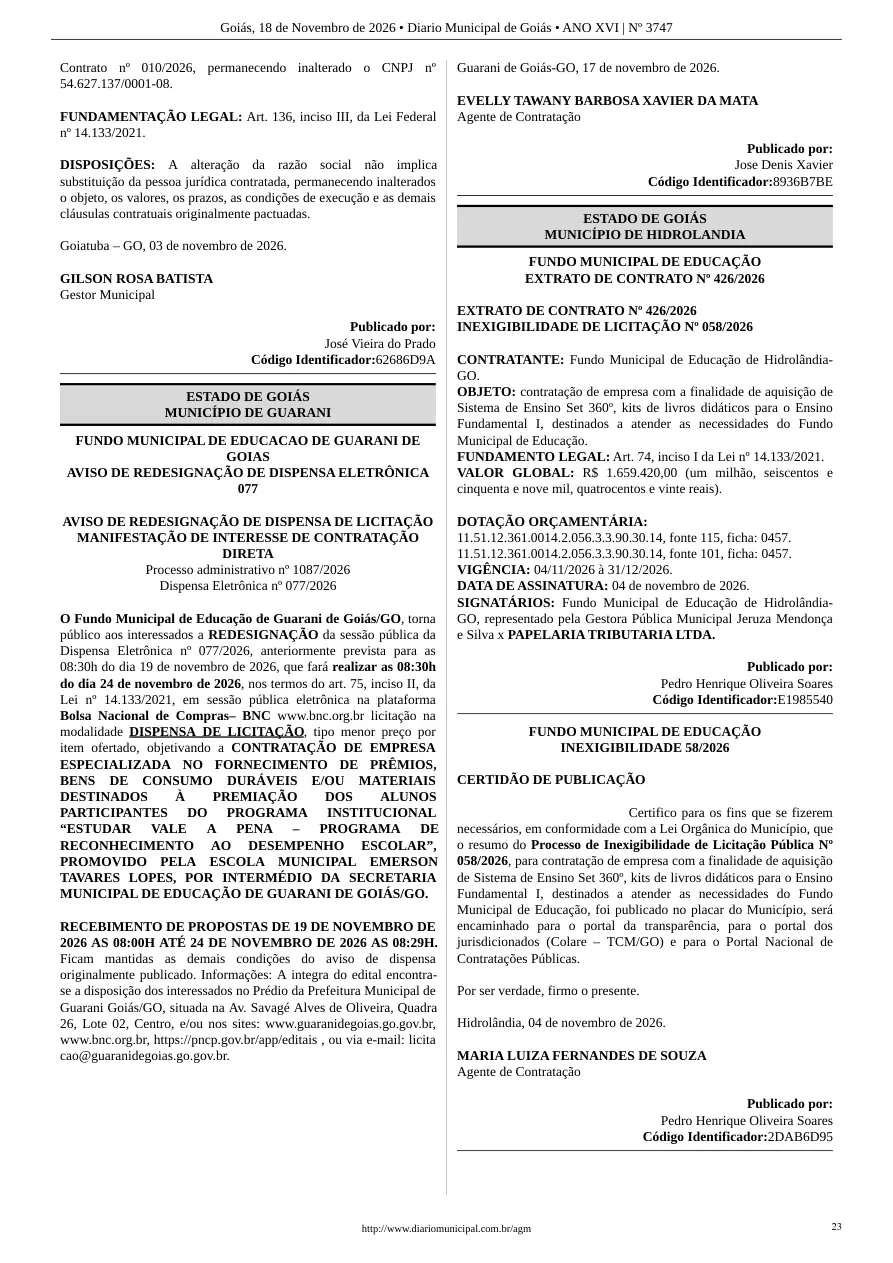 Goiás, 18 de Novembro de 2026 • Diario Municipal de Goiás • ANO XVI | Nº 3747
Contrato nº 010/2026, permanecendo inalterado o CNPJ nº
54.627.137/0001-08.
FUNDAMENTAÇÃO LEGAL: Art. 136, inciso III, da Lei Federal
nº 14.133/2021.
DISPOSIÇÕES: A alteração da razão social não implica
substituição da pessoa jurídica contratada, permanecendo inalterados
o objeto, os valores, os prazos, as condições de execução e as demais
cláusulas contratuais originalmente pactuadas.
Goiatuba – GO, 03 de novembro de 2026.
GILSON ROSA BATISTA
Gestor Municipal
Publicado por:
José Vieira do Prado
Código Identificador:62686D9A
ESTADO DE GOIÁS
MUNICÍPIO DE GUARANI
FUNDO MUNICIPAL DE EDUCACAO DE GUARANI DE
GOIAS
AVISO DE REDESIGNAÇÃO DE DISPENSA ELETRÔNICA
077
AVISO DE REDESIGNAÇÃO DE DISPENSA DE LICITAÇÃO
MANIFESTAÇÃO DE INTERESSE DE CONTRATAÇÃO
DIRETA
Processo administrativo nº 1087/2026
Dispensa Eletrônica nº 077/2026
O Fundo Municipal de Educação de Guarani de Goiás/GO, torna
público aos interessados a REDESIGNAÇÃO da sessão pública da
Dispensa Eletrônica nº 077/2026, anteriormente prevista para as
08:30h do dia 19 de novembro de 2026, que fará realizar as 08:30h
do dia 24 de novembro de 2026, nos termos do art. 75, inciso II, da
Lei nº 14.133/2021, em sessão pública eletrônica na plataforma
Bolsa Nacional de Compras– BNC www.bnc.org.br licitação na
modalidade DISPENSA DE LICITAÇÃO, tipo menor preço por
item ofertado, objetivando a CONTRATAÇÃO DE EMPRESA
ESPECIALIZADA NO FORNECIMENTO DE PRÊMIOS,
BENS DE CONSUMO DURÁVEIS E/OU MATERIAIS
DESTINADOS À PREMIAÇÃO DOS ALUNOS
PARTICIPANTES DO PROGRAMA INSTITUCIONAL
“ESTUDAR VALE A PENA – PROGRAMA DE
RECONHECIMENTO AO DESEMPENHO ESCOLAR”,
PROMOVIDO PELA ESCOLA MUNICIPAL EMERSON
TAVARES LOPES, POR INTERMÉDIO DA SECRETARIA
MUNICIPAL DE EDUCAÇÃO DE GUARANI DE GOIÁS/GO.
RECEBIMENTO DE PROPOSTAS DE 19 DE NOVEMBRO DE
2026 AS 08:00H ATÉ 24 DE NOVEMBRO DE 2026 AS 08:29H.
Ficam mantidas as demais condições do aviso de dispensa
originalmente publicado. Informações: A integra do edital encontra-
se a disposição dos interessados no Prédio da Prefeitura Municipal de
Guarani Goiás/GO, situada na Av. Savagé Alves de Oliveira, Quadra
26, Lote 02, Centro, e/ou nos sites: www.guaranidegoias.go.gov.br,
www.bnc.org.br, https://pncp.gov.br/app/editais , ou via e-mail: licita
cao@guaranidegoias.go.gov.br.
Guarani de Goiás-GO, 17 de novembro de 2026.
EVELLY TAWANY BARBOSA XAVIER DA MATA
Agente de Contratação
Publicado por:
Jose Denis Xavier
Código Identificador:8936B7BE
ESTADO DE GOIÁS
MUNICÍPIO DE HIDROLANDIA
FUNDO MUNICIPAL DE EDUCAÇÃO
EXTRATO DE CONTRATO Nº 426/2026
EXTRATO DE CONTRATO Nº 426/2026
INEXIGIBILIDADE DE LICITAÇÃO Nº 058/2026
CONTRATANTE: Fundo Municipal de Educação de Hidrolândia-
GO.
OBJETO: contratação de empresa com a finalidade de aquisição de
Sistema de Ensino Set 360º, kits de livros didáticos para o Ensino
Fundamental I, destinados a atender as necessidades do Fundo
Municipal de Educação.
FUNDAMENTO LEGAL: Art. 74, inciso I da Lei nº 14.133/2021.
VALOR GLOBAL: R$ 1.659.420,00 (um milhão, seiscentos e
cinquenta e nove mil, quatrocentos e vinte reais).
DOTAÇÃO ORÇAMENTÁRIA:
11.51.12.361.0014.2.056.3.3.90.30.14, fonte 115, ficha: 0457.
11.51.12.361.0014.2.056.3.3.90.30.14, fonte 101, ficha: 0457.
VIGÊNCIA: 04/11/2026 à 31/12/2026.
DATA DE ASSINATURA: 04 de novembro de 2026.
SIGNATÁRIOS: Fundo Municipal de Educação de Hidrolândia-
GO, representado pela Gestora Pública Municipal Jeruza Mendonça
e Silva x PAPELARIA TRIBUTARIA LTDA.
Publicado por:
Pedro Henrique Oliveira Soares
Código Identificador:E1985540
FUNDO MUNICIPAL DE EDUCAÇÃO
INEXIGIBILIDADE 58/2026
CERTIDÃO DE PUBLICAÇÃO
Certifico para os fins que se fizerem
necessários, em conformidade com a Lei Orgânica do Município, que
o resumo do Processo de Inexigibilidade de Licitação Pública Nº
058/2026, para contratação de empresa com a finalidade de aquisição
de Sistema de Ensino Set 360º, kits de livros didáticos para o Ensino
Fundamental I, destinados a atender as necessidades do Fundo
Municipal de Educação, foi publicado no placar do Município, será
encaminhado para o portal da transparência, para o portal dos
jurisdicionados (Colare – TCM/GO) e para o Portal Nacional de
Contratações Públicas.
Por ser verdade, firmo o presente.
Hidrolândia, 04 de novembro de 2026.
MARIA LUIZA FERNANDES DE SOUZA
Agente de Contratação
Publicado por:
Pedro Henrique Oliveira Soares
Código Identificador:2DAB6D95
http://www.diariomunicipal.com.br/agm
23